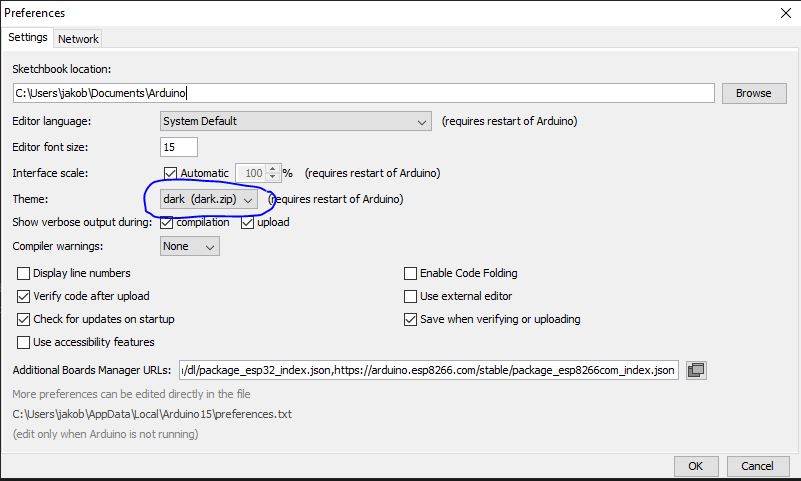 Preferences
Settings Network
Sketchbook location:
C:\Users\jakob\Documents\Arduino
Browse
Editor language: System Default (requires restart of Arduino)
Editor font size: 15
Interface scale: Automatic 100 % (requires restart of Arduino)
Theme: dark (dark.zip) (requires restart of Arduino)
Show verbose output during: compilation upload
Compiler warnings: None
Display line numbers Enable Code Folding
Verify code after upload Use external editor
Check for updates on startup Save when verifying or uploading
Use accessibility features
Additional Boards Manager URLs: /dl/package_esp32_index.json,https://arduino.esp8266.com/stable/package_esp8266com_index.json
More preferences can be edited directly in the file
C:\Users\jakob\AppData\Local\Arduino15\preferences.txt
(edit only when Arduino is not running)
OK Cancel